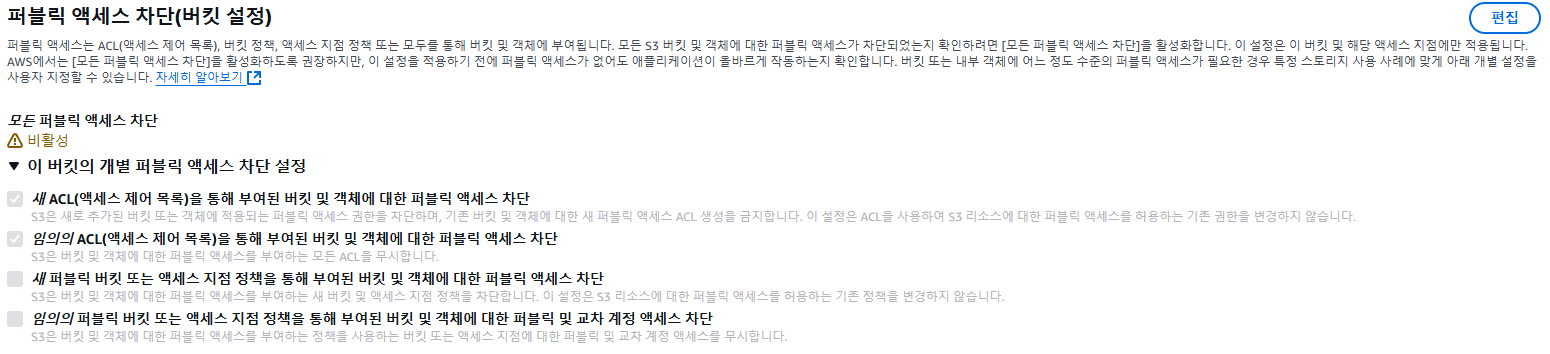 퍼블릭 액세스 차단(버킷 설정)
편집
퍼블릭 액세스는 ACL(액세스 제어 목록), 버킷 정책, 액세스 지점 정책 또는 모두를 통해 버킷 및 객체에 부여됩니다. 모든 S3 버킷 및 객체에 대한 퍼블릭 액세스가 차단되었는지 확인하려면 [모든 퍼블릭 액세스 차단]을 활성화합니다. 이 설정은 이 버킷 및 해당 액세스 지점에만 적용됩니다.
AWS에서는 [모든 퍼블릭 액세스 차단]을 활성화하도록 권장하지만, 이 설정을 적용하기 전에 퍼블릭 액세스가 없어도 애플리케이션이 올바르게 작동하는지 확인합니다. 버킷 또는 내부 객체에 어느 정도 수준의 퍼블릭 액세스가 필요한 경우 특정 스토리지 사용 사례에 맞게 아래 개별 설정을
사용자 지정할 수 있습니다. 자세히 알아보기
모든 퍼블릭 액세스 차단
비활성
이 버킷의 개별 퍼블릭 액세스 차단 설정
새 ACL(액세스 제어 목록)을 통해 부여된 버킷 및 객체에 대한 퍼블릭 액세스 차단
S3은 새로 추가된 버킷 또는 객체에 적용되는 퍼블릭 액세스 권한을 차단하며, 기존 버킷 및 객체에 대한 새 퍼블릭 액세스 ACL 생성을 금지합니다. 이 설정은 ACL을 사용하여 S3 리소스에 대한 퍼블릭 액세스를 허용하는 기존 권한을 변경하지 않습니다.
임의의 ACL(액세스 제어 목록)을 통해 부여된 버킷 및 객체에 대한 퍼블릭 액세스 차단
S3은 버킷 및 객체에 대한 퍼블릭 액세스를 부여하는 모든 ACL을 무시합니다.
새 퍼블릭 버킷 또는 액세스 지점 정책을 통해 부여된 버킷 및 객체에 대한 퍼블릭 액세스 차단
S3은 버킷 및 객체에 대한 퍼블릭 액세스를 부여하는 새 버킷 및 액세스 지점 정책을 차단합니다. 이 설정은 S3 리소스에 대한 퍼블릭 액세스를 허용하는 기존 정책을 변경하지 않습니다.
임의의 퍼블릭 버킷 또는 액세스 지점 정책을 통해 부여된 버킷 및 객체에 대한 퍼블릭 및 교차 계정 액세스 차단
S3은 버킷 및 객체에 대한 퍼블릭 액세스를 부여하는 정책을 사용하는 버킷 또는 액세스 지점에 대한 퍼블릭 및 교차 계정 액세스를 무시합니다.